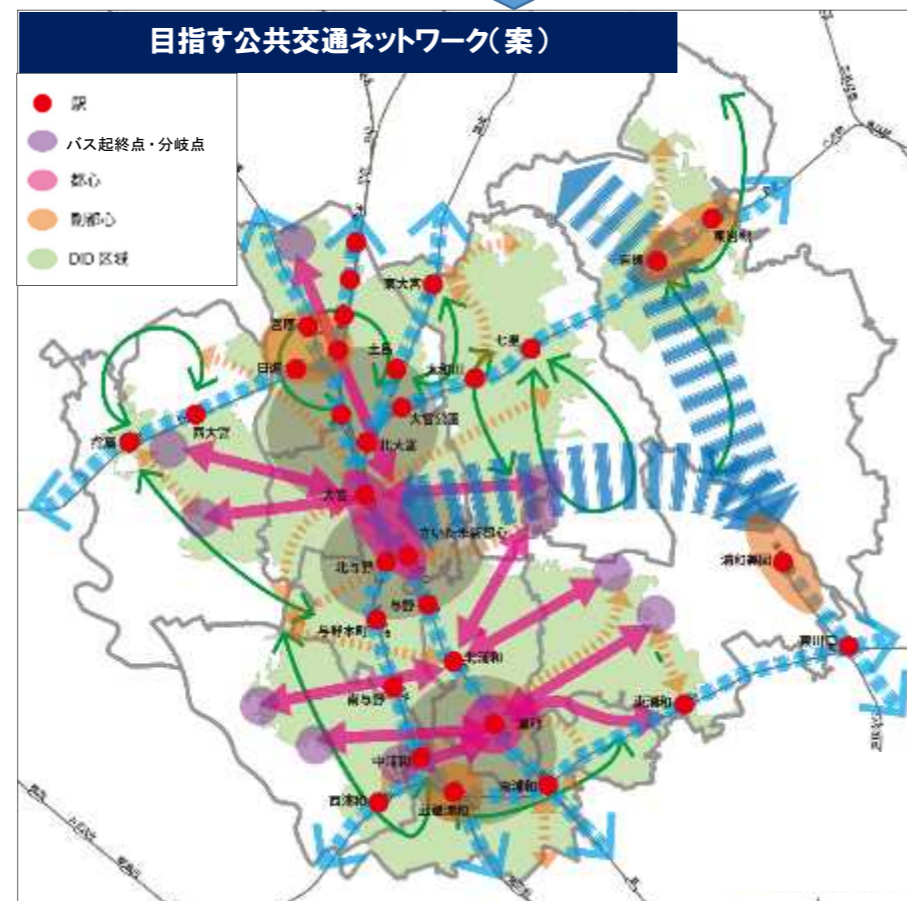 目指す公共交通ネットワーク(案)
駅
バス起終点・分岐点
都心
副都心
DID 区域
東岩槻
岩槻
東大宮
宮原
七里
土呂
日進
大和田
大宮公園
西大宮
指扇
北大宮
大宮
さいたま新都心
北与野
浦和美園
与野
与野本町
北浦和
東川口
南与野
東浦和
浦和
中浦和
南浦和
西浦和
武蔵浦和